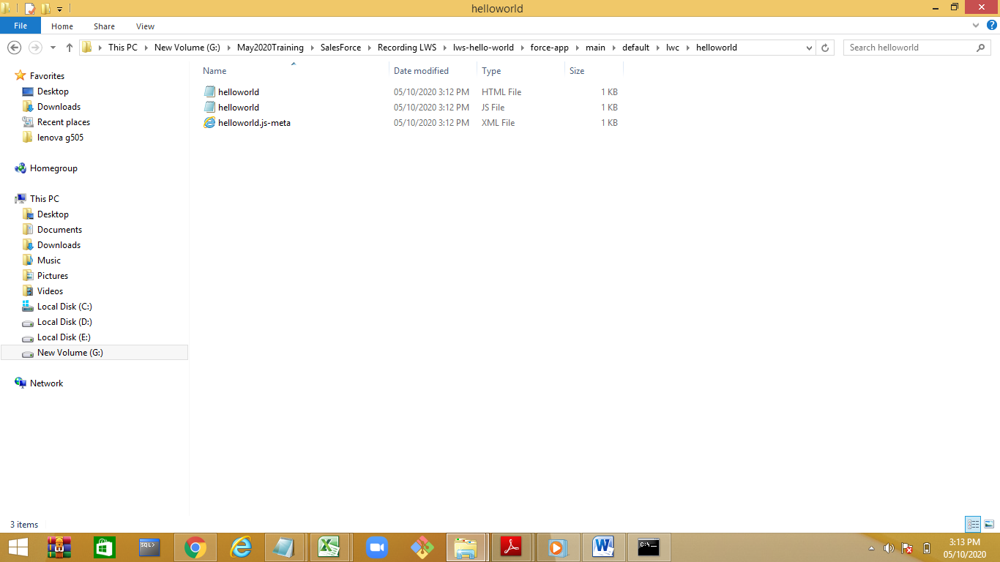 helloworld
File Home Share View
This PC New Volume (G:) May2020Training SalesForce Recording LWS lws-hello-world force-app main default lwc helloworld
Search helloworld
Favorites
Desktop
Downloads
Recent places
lenova g505
Homegroup
This PC
Desktop
Documents
Downloads
Music
Pictures
Videos
Local Disk (C:)
Local Disk (D:)
Local Disk (E:)
New Volume (G:)
Network
Name Date modified Type Size
helloworld 05/10/2020 3:12 PM HTML File 1 KB
helloworld 05/10/2020 3:12 PM JS File 1 KB
helloworld.js-meta 05/10/2020 3:12 PM XML File 1 KB
3 items
SQL>
C:\_
3:13 PM
05/10/2020